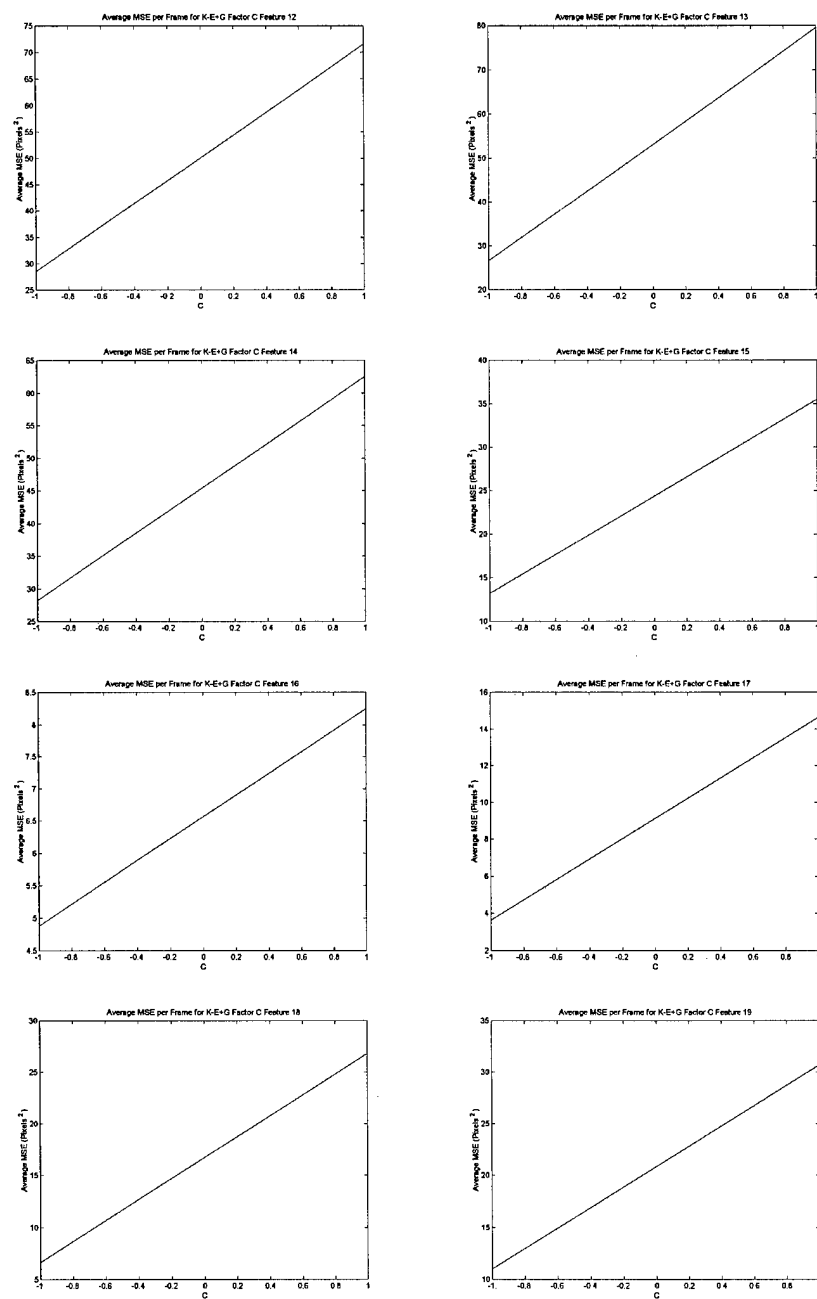 Average MSE per Frame for K-E+G Factor C Feature 12
75
70
65
60
55
50
45
40
35
30
25
Average MSE (Pixels 2)
-1 -0.8 -0.6 -0.4 -0.2 0 0.2 0.4 0.6 0.8 1
C
Average MSE per Frame for K-E+G Factor C Feature 13
80
70
60
50
40
30
20
Average MSE (Pixels 2)
-1 -0.8 -0.6 -0.4 -0.2 0 0.2 0.4 0.6 0.8 1
C
Average MSE per Frame for K-E+G Factor C Feature 14
65
60
55
50
45
40
35
30
25
Average MSE (Pixels 2)
-1 -0.8 -0.6 -0.4 -0.2 0 0.2 0.4 0.6 0.8 1
C
Average MSE per Frame for K-E+G Factor C Feature 15
40
35
30
25
20
15
10
Average MSE (Pixels 2)
-1 -0.8 -0.6 -0.4 -0.2 0 0.2 0.4 0.6 0.8 1
C
Average MSE per Frame for K-E+G Factor C Feature 16
8.5
8
7.5
7
6.5
6
5.5
5
4.5
Average MSE (Pixels 2)
-1 -0.8 -0.6 -0.4 -0.2 0 0.2 0.4 0.6 0.8 1
C
Average MSE per Frame for K-E+G Factor C Feature 17
16
14
12
10
8
6
4
2
Average MSE (Pixels 2)
-1 -0.8 -0.6 -0.4 -0.2 0 0.2 0.4 0.6 0.8 1
C
Average MSE per Frame for K-E+G Factor C Feature 18
30
25
20
15
10
5
Average MSE (Pixels 2)
-1 -0.8 -0.6 -0.4 -0.2 0 0.2 0.4 0.6 0.8 1
C
Average MSE per Frame for K-E+G Factor C Feature 19
35
30
25
20
15
10
Average MSE (Pixels 2)
-1 -0.8 -0.6 -0.4 -0.2 0 0.2 0.4 0.6 0.8 1
C